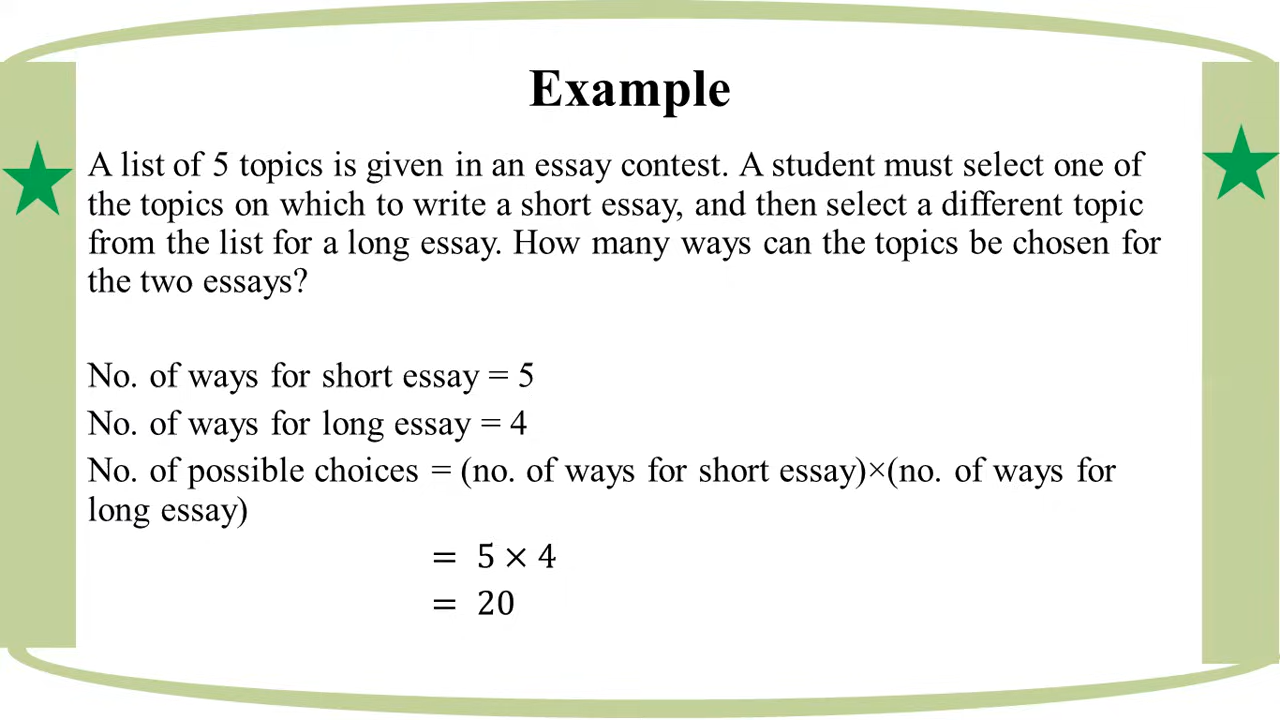 Example
A list of 5 topics is given in an essay contest. A student must select one of
the topics on which to write a short essay, and then select a different topic
from the list for a long essay. How many ways can the topics be chosen for
the two essays?
No. of ways for short essay = 5
No. of ways for long essay = 4
No. of possible choices = (no. of ways for short essay)×(no. of ways for
long essay)
= 5 × 4
= 20